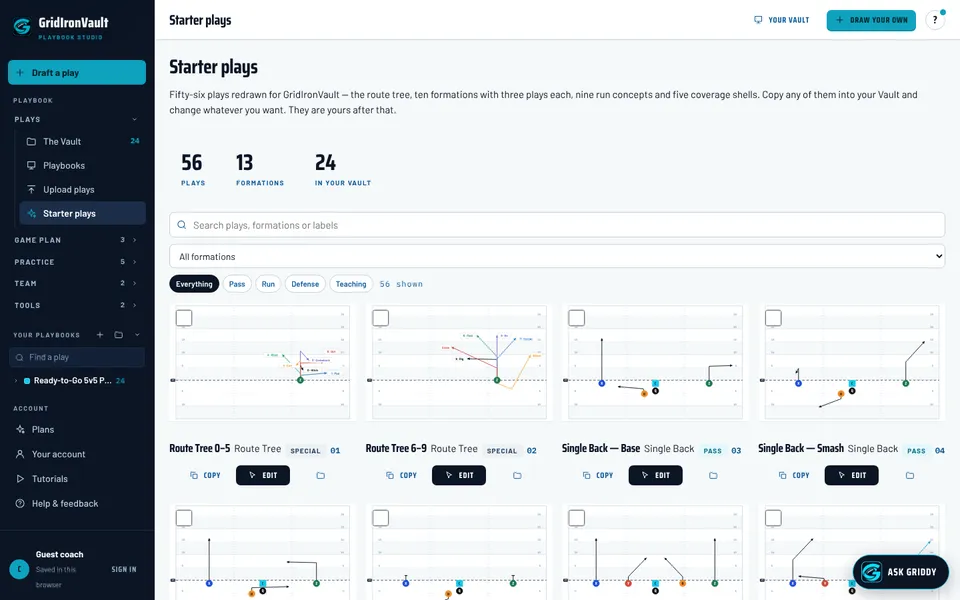 GridIronVault
PLAYBOOK STUDIO
Draft a play
PLAYBOOK
PLAYS
The Vault 24
Playbooks
Upload plays
Starter plays
GAME PLAN 3
PRACTICE 5
TEAM 2
TOOLS 2
YOUR PLAYBOOKS
Find a play
Ready-to-Go 5v5 P... 24
ACCOUNT
Plans
Your account
Tutorials
Help & feedback
Guest coach
Saved in this
browser
SIGN IN
Starter plays
YOUR VAULT
DRAW YOUR OWN
?
Starter plays
Fifty-six plays redrawn for GridIronVault — the route tree, ten formations with three plays each, nine run concepts and five coverage shells. Copy any of them into your Vault and
change whatever you want. They are yours after that.
56 13 24
PLAYS FORMATIONS IN YOUR VAULT
Search plays, formations or labels
All formations
Everything Pass Run Defense Teaching 56 shown
Route Tree 0–5 Route Tree SPECIAL 01
COPY EDIT
Route Tree 6–9 Route Tree SPECIAL 02
COPY EDIT
Single Back — Base Single Back PASS 03
COPY EDIT
Single Back — Smash Single Back PASS 04
COPY EDIT
ASK GRIDDY